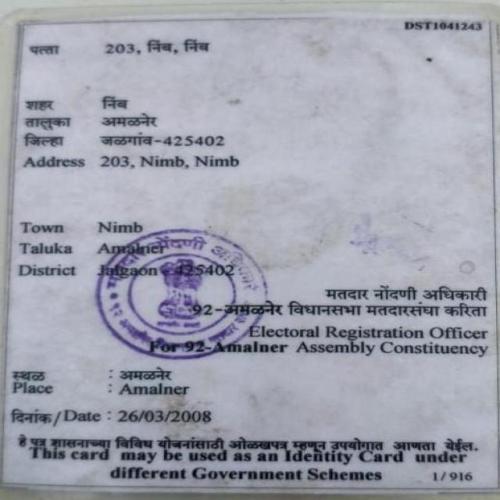 DST1041243
पत्ता 203, निंब, निंब
शहर निंब
तालुका अमळनेर
जिल्हा जळगांव-425402
Address 203, Nimb, Nimb
Town Nimb
Taluka Amalner
District Jalgaon - 425402
मतदार नोंदणी अधिकारी
92-अमळनेर विधानसभा मतदारसंघा करिता
Electoral Registration Officer
For 92-Amalner Assembly Constituency
स्थळ : अमळनेर
Place : Amalner
दिनांक/Date : 26/03/2008
हे पत्र शासनाच्या विविध योजनांसाठी ओळखपत्र म्हणून उपयोगात आणता येईल.
This card may be used as an Identity Card under
different Government Schemes
1/916